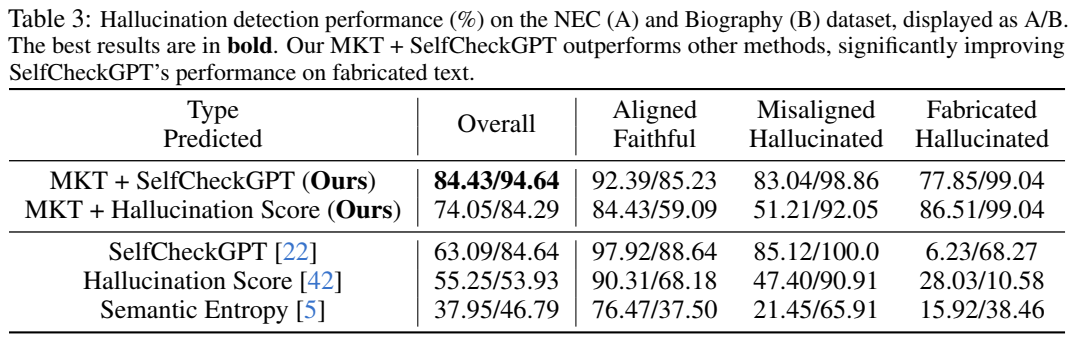 Table 3: Hallucination detection performance (%) on the NEC (A) and Biography (B) dataset, displayed as A/B.
The best results are in bold. Our MKT + SelfCheckGPT outperforms other methods, significantly improving
SelfCheckGPT's performance on fabricated text.
Type Predicted Overall Aligned Faithful Misaligned Hallucinated Fabricated Hallucinated
MKT + SelfCheckGPT (Ours) 84.43/94.64 92.39/85.23 83.04/98.86 77.85/99.04
MKT + Hallucination Score (Ours) 74.05/84.29 84.43/59.09 51.21/92.05 86.51/99.04
SelfCheckGPT [22] 63.09/84.64 97.92/88.64 85.12/100.0 6.23/68.27
Hallucination Score [42] 55.25/53.93 90.31/68.18 47.40/90.91 28.03/10.58
Semantic Entropy [5] 37.95/46.79 76.47/37.50 21.45/65.91 15.92/38.46